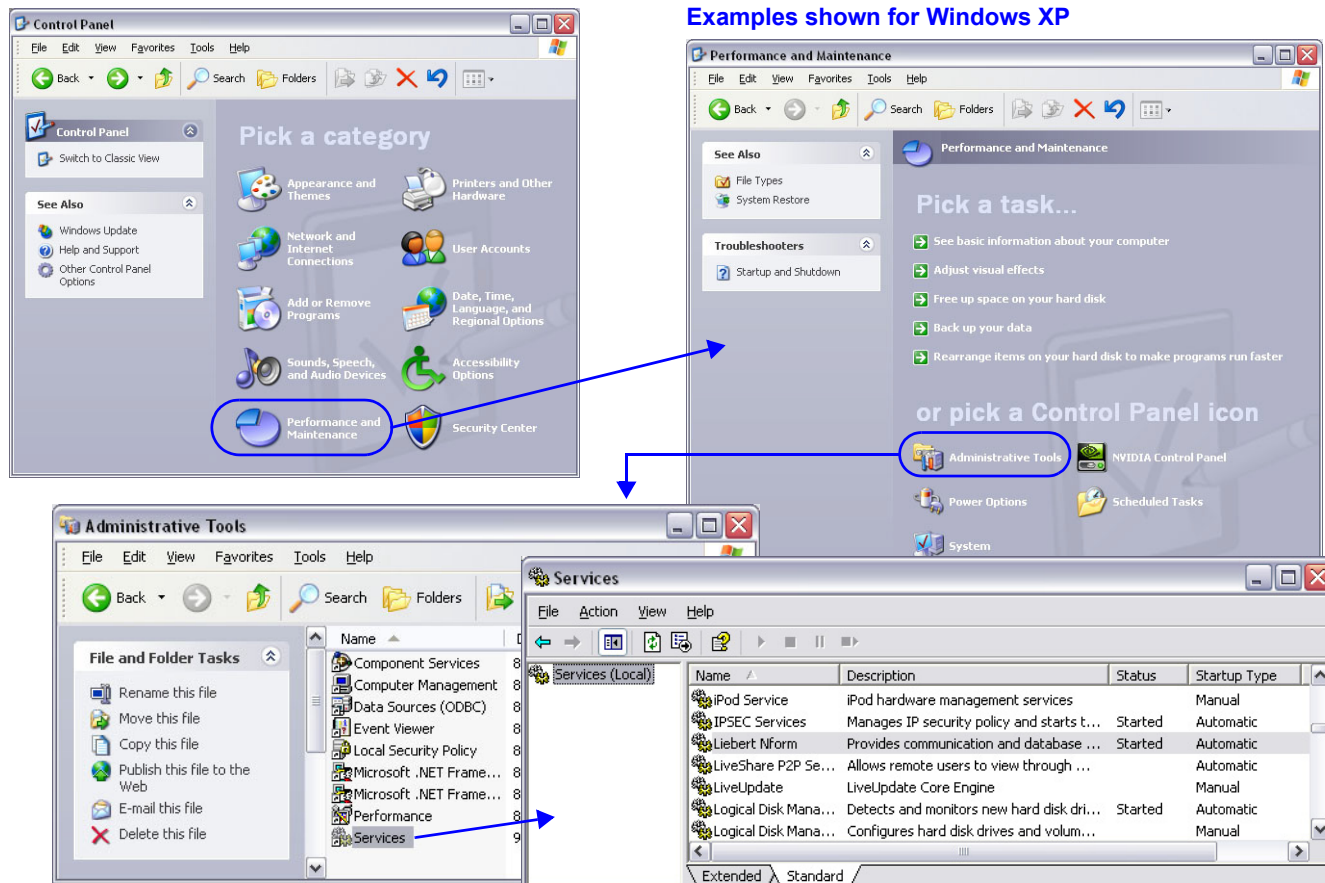 Examples shown for Windows XP
Control Panel
File Edit View Favorites Tools Help
Back Search Folders
Control Panel
Switch to Classic View
See Also
Windows Update
Help and Support
Other Control Panel
Options
Pick a category
Appearance and
Themes
Printers and Other
Hardware
Network and
Internet
Connections
User Accounts
Add or Remove
Programs
Date, Time,
Language, and
Regional Options
Sounds, Speech,
and Audio Devices
Accessibility
Options
Performance and
Maintenance
Security Center
Performance and Maintenance
File Edit View Favorites Tools Help
Back Search Folders
See Also
File Types
System Restore
Troubleshooters
Startup and Shutdown
Performance and Maintenance
Pick a task...
See basic information about your computer
Adjust visual effects
Free up space on your hard disk
Back up your data
Rearrange items on your hard disk to make programs run faster
or pick a Control Panel icon
Administrative Tools
NVIDIA Control Panel
Power Options
Scheduled Tasks
System
Administrative Tools
File Edit View Favorites Tools Help
Back Search Folders
File and Folder Tasks
Rename this file
Move this file
Copy this file
Publish this file to the
Web
E-mail this file
Delete this file
Name
Component Services 8
Computer Management 8
Data Sources (ODBC) 8
Event Viewer 8
Local Security Policy 8
Microsoft .NET Frame... 8
Microsoft .NET Frame... 8
Performance 8
Services 9
Services
File Action View Help
Services (Local)
Name Description Status Startup Type
iPod Service iPod hardware management services Manual
IPSEC Services Manages IP security policy and starts t... Started Automatic
Liebert Nform Provides communication and database ... Started Automatic
LiveShare P2P Se... Allows remote users to view through ... Automatic
LiveUpdate LiveUpdate Core Engine Manual
Logical Disk Mana... Detects and monitors new hard disk dri... Started Automatic
Logical Disk Mana... Configures hard disk drives and volum... Manual
Extended Standard